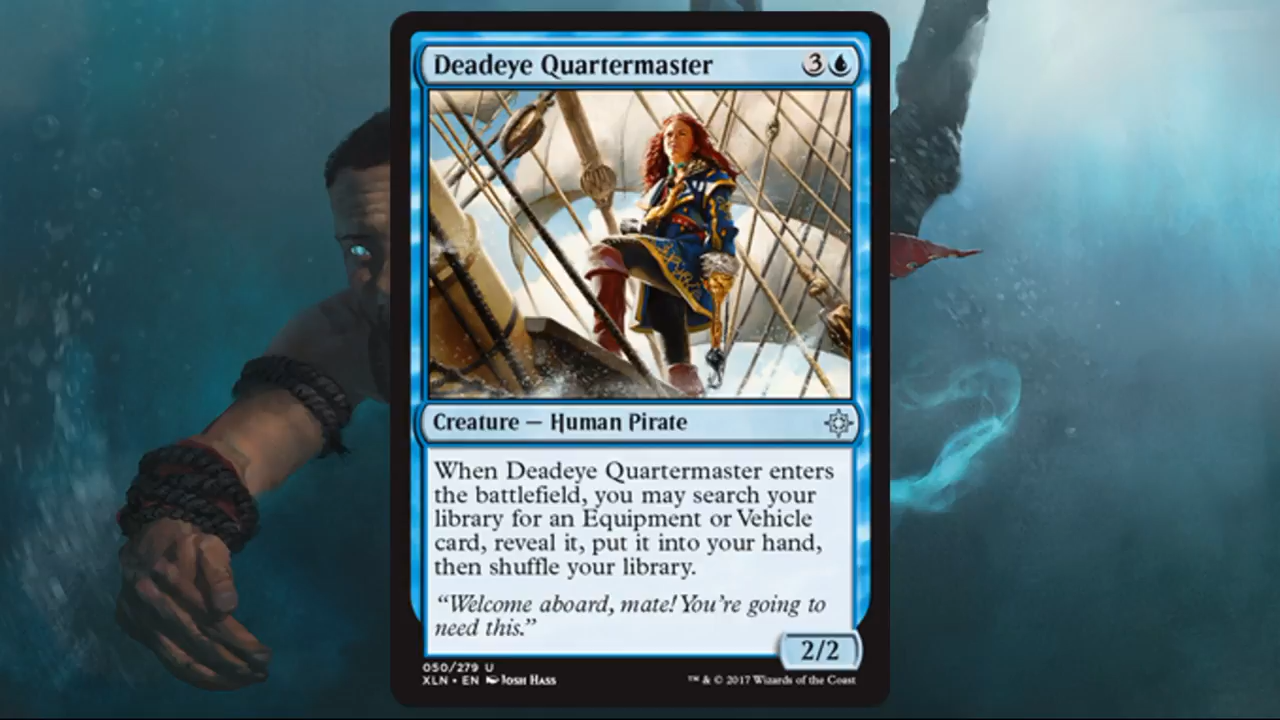 Deadeye Quartermaster 3
Creature — Human Pirate
When Deadeye Quartermaster enters
the battlefield, you may search your
library for an Equipment or Vehicle
card, reveal it, put it into your hand,
then shuffle your library.
“Welcome aboard, mate! You’re going to
need this.”
2/2
050/279 U
XLN • EN Josh Hass ™ & © 2017 Wizards of the Coast